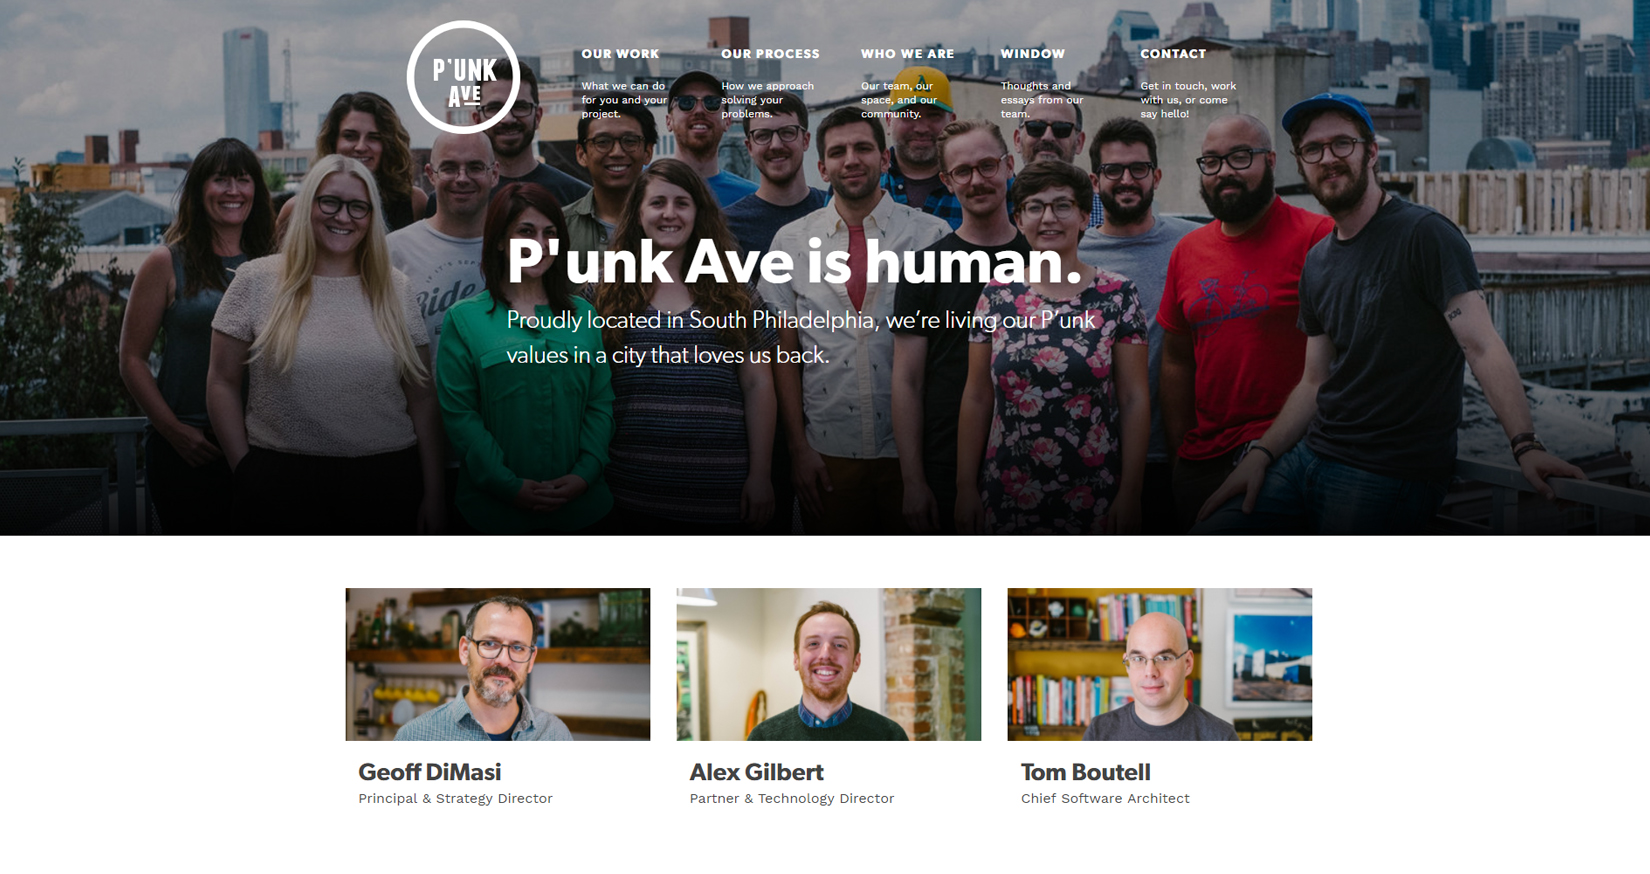 P'UNK
AVE
OUR WORK
What we can do
for you and your
project.
OUR PROCESS
How we approach
solving your
problems.
WHO WE ARE
Our team, our
space, and our
community.
WINDOW
Thoughts and
essays from our
team.
CONTACT
Get in touch, work
with us, or come
say hello!
Ride
P'unk Ave is human.
Proudly located in South Philadelphia, we’re living our P’unk
values in a city that loves us back.
Geoff DiMasi
Principal & Strategy Director
Alex Gilbert
Partner & Technology Director
Tom Boutell
Chief Software Architect